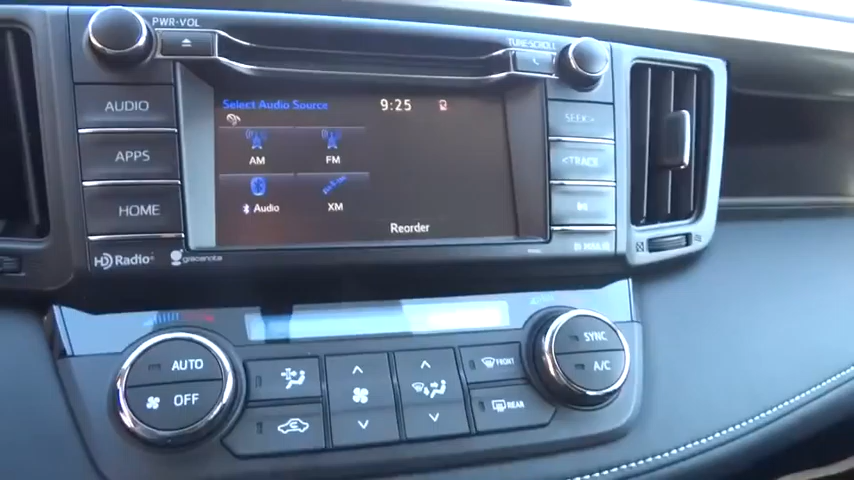 PWR•VOL
TUNE•SCROLL
AUDIO
APPS
HOME
HD Radio
gracenote
Select Audio Source
9:25
AM
FM
Audio
XM
Reorder
SEEK>
<TRACK
AUTO
OFF
FRONT
REAR
SYNC
A/C